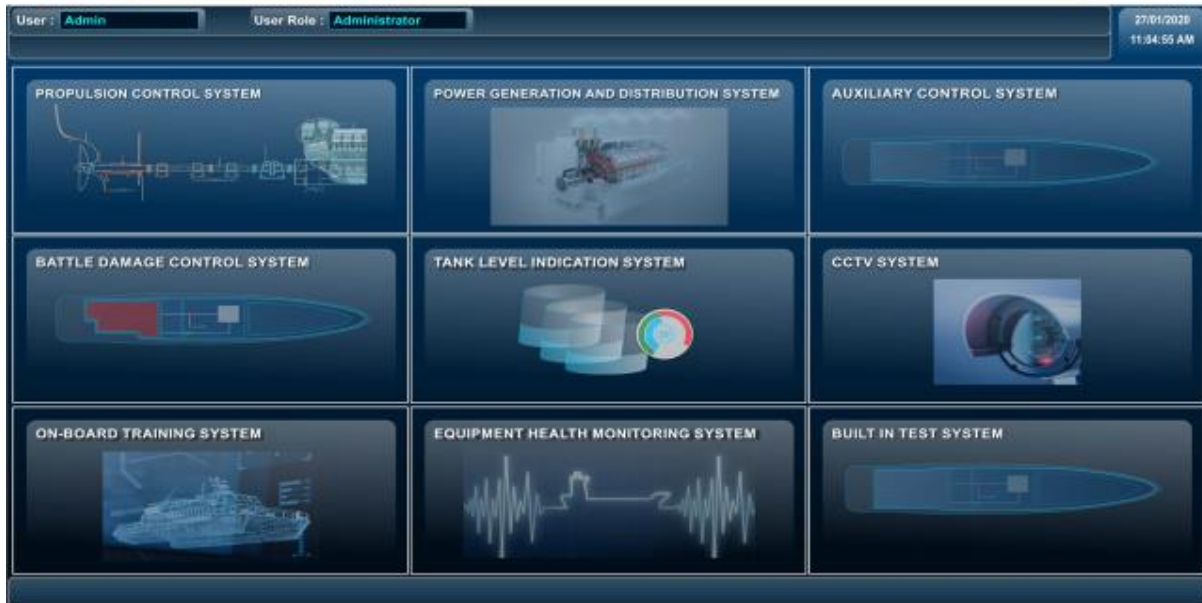 User : Admin User Role : Administrator
27/01/2020
11:04:55 AM
PROPULSION CONTROL SYSTEM
POWER GENERATION AND DISTRIBUTION SYSTEM
AUXILIARY CONTROL SYSTEM
BATTLE DAMAGE CONTROL SYSTEM
TANK LEVEL INDICATION SYSTEM
CCTV SYSTEM
ON-BOARD TRAINING SYSTEM
EQUIPMENT HEALTH MONITORING SYSTEM
BUILT IN TEST SYSTEM